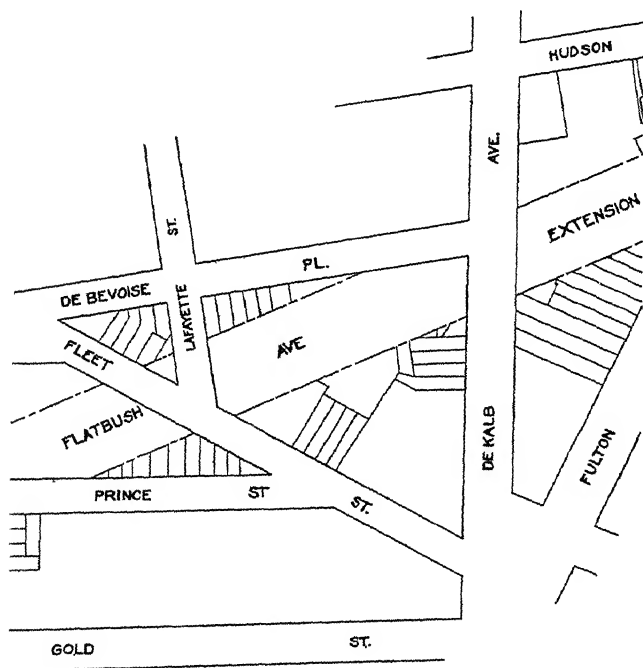 HUDSON
AVE.
EXTENSION
ST.
PL.
DE BEVOISE
LAFAYETTE
AVE
FLEET
FLATBUSH
DE KALB
FULTON
PRINCE ST
ST.
GOLD ST.